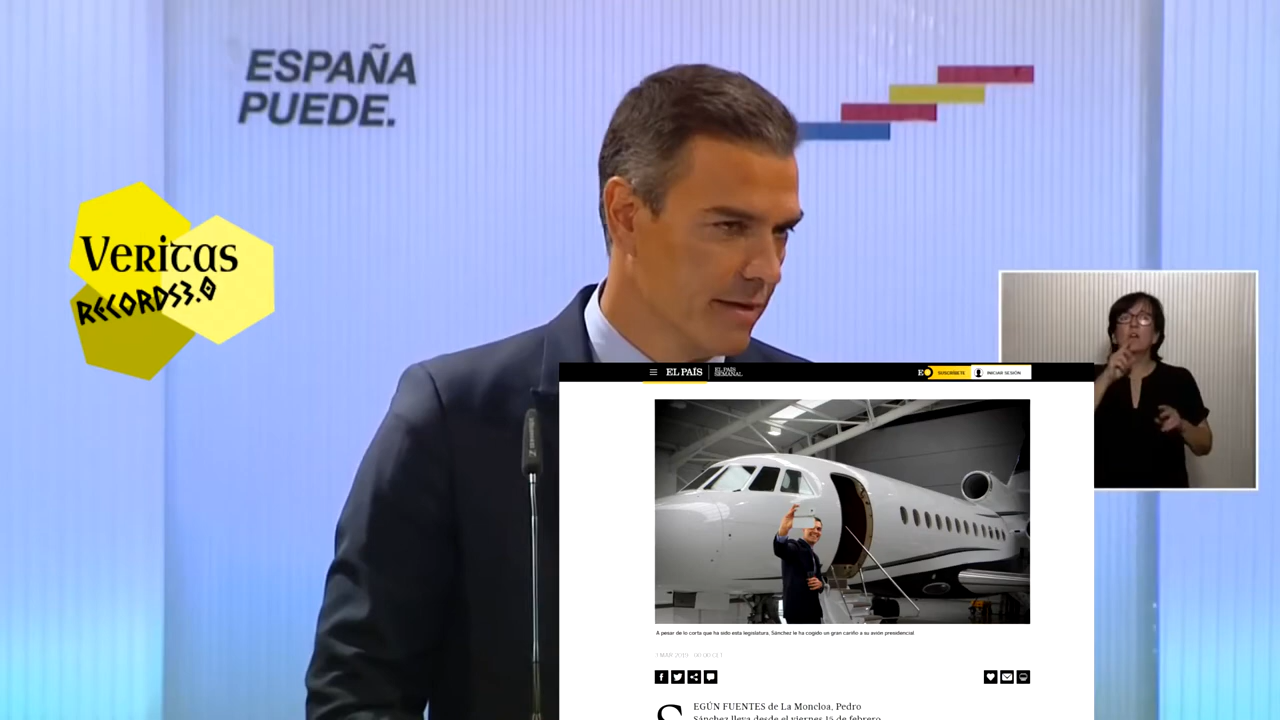 ESPAÑA
PUEDE.
VERITAS
RECORDS3.0
EL PAÍS
EL PAÍS
SEMANAL
SUSCRÍBETE
INICIAR SESIÓN
A pesar de lo corta que ha sido esta legislatura, Sánchez le ha cogido un gran cariño a su avión presidencial
SEGÚN FUENTES de La Moncloa, Pedro
Sánchez lleva desde el viernes 15 de febrero